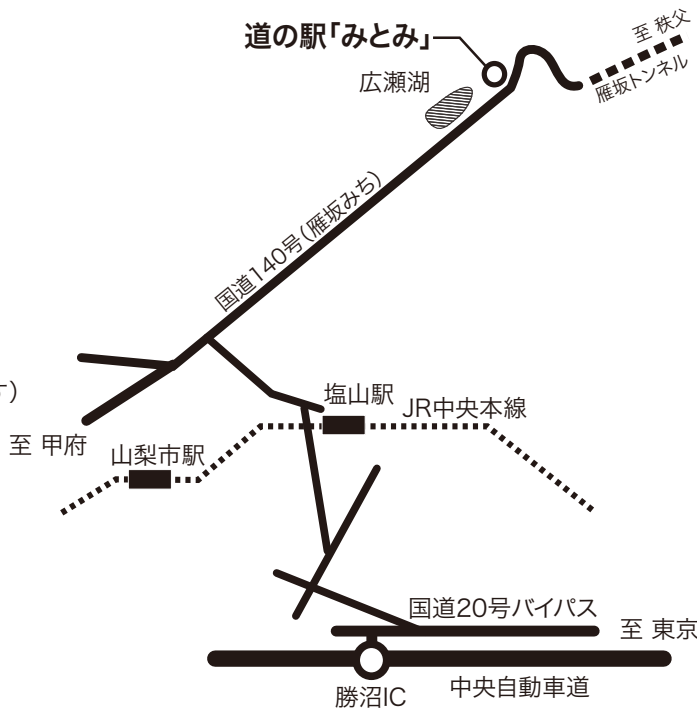 道の駅「みとみ」
至 秩父
雁坂トンネル
広瀬湖
国道140号(雁坂みち)
す)
塩山駅
JR中央本線
至 甲府
山梨市駅
国道20号バイパス
至 東京
勝沼IC
中央自動車道